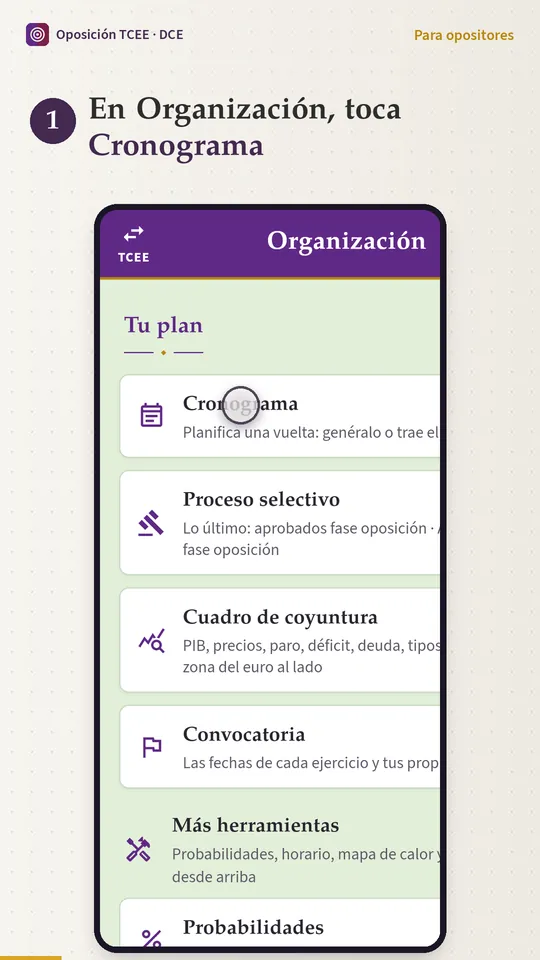 Oposición TCEE · DCE
Para opositores
1
En Organización, toca
Cronograma
TCEE
Organización
Tu plan
Cronograma
Planifica una vuelta: genéralo o trae el
Proceso selectivo
Lo último: aprobados fase oposición ·
fase oposición
Cuadro de coyuntura
PIB, precios, paro, déficit, deuda, tipos
zona del euro al lado
Convocatoria
Las fechas de cada ejercicio y tus prop
Más herramientas
Probabilidades, horario, mapa de calor y
desde arriba
Probabilidades